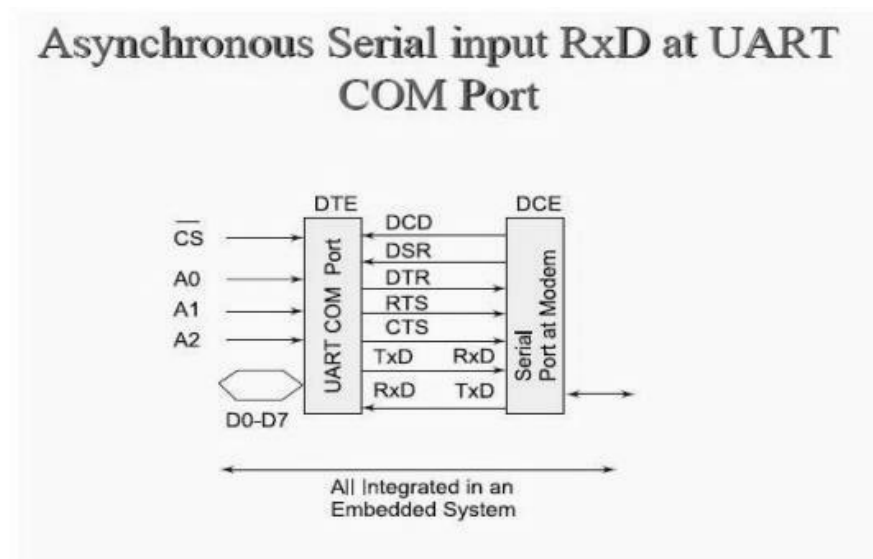 Asynchronous Serial input RxD at UART
COM Port
DTE
DCE
CS
A0
A1
A2
D0-D7
UART COM Port
DCD
DSR
DTR
RTS
CTS
TxD RxD
RxD TxD
Serial
Port at Modem
All Integrated in an
Embedded System